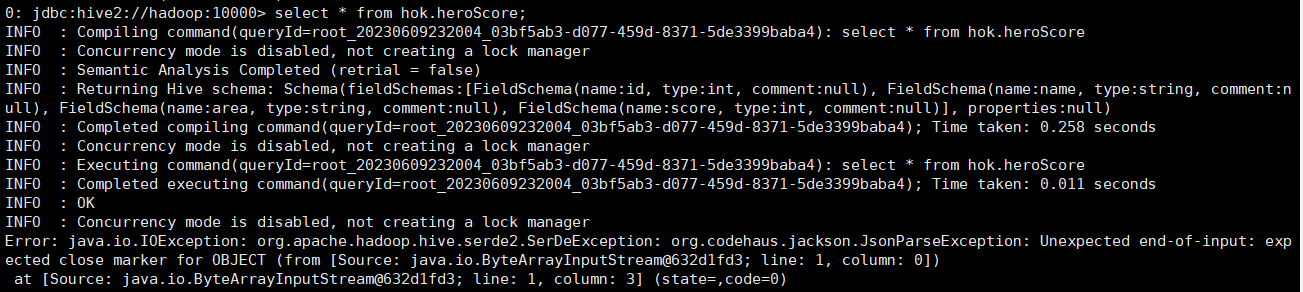 0: jdbc:hive2://hadoop:10000> select * from hok.heroScore;
INFO  : Compiling command(queryId=root_20230609232004_03bf5ab3-d077-459d-8371-5de3399baba4): select * from hok.heroScore
INFO  : Concurrency mode is disabled, not creating a lock manager
INFO  : Semantic Analysis Completed (retrial = false)
INFO  : Returning Hive schema: Schema(fieldSchemas:[FieldSchema(name:id, type:int, comment:null), FieldSchema(name:name, type:string, comment:n
ull), FieldSchema(name:area, type:string, comment:null), FieldSchema(name:score, type:int, comment:null)], properties:null)
INFO  : Completed compiling command(queryId=root_20230609232004_03bf5ab3-d077-459d-8371-5de3399baba4); Time taken: 0.258 seconds
INFO  : Concurrency mode is disabled, not creating a lock manager
INFO  : Executing command(queryId=root_20230609232004_03bf5ab3-d077-459d-8371-5de3399baba4): select * from hok.heroScore
INFO  : Completed executing command(queryId=root_20230609232004_03bf5ab3-d077-459d-8371-5de3399baba4); Time taken: 0.011 seconds
INFO  : OK
INFO  : Concurrency mode is disabled, not creating a lock manager
Error: java.io.IOException: org.apache.hadoop.hive.serde2.SerDeException: org.codehaus.jackson.JsonParseException: Unexpected end-of-input: exp
ected close marker for OBJECT (from [Source: java.io.ByteArrayInputStream@632d1fd3; line: 1, column: 0])
 at [Source: java.io.ByteArrayInputStream@632d1fd3; line: 1, column: 3] (state=,code=0)